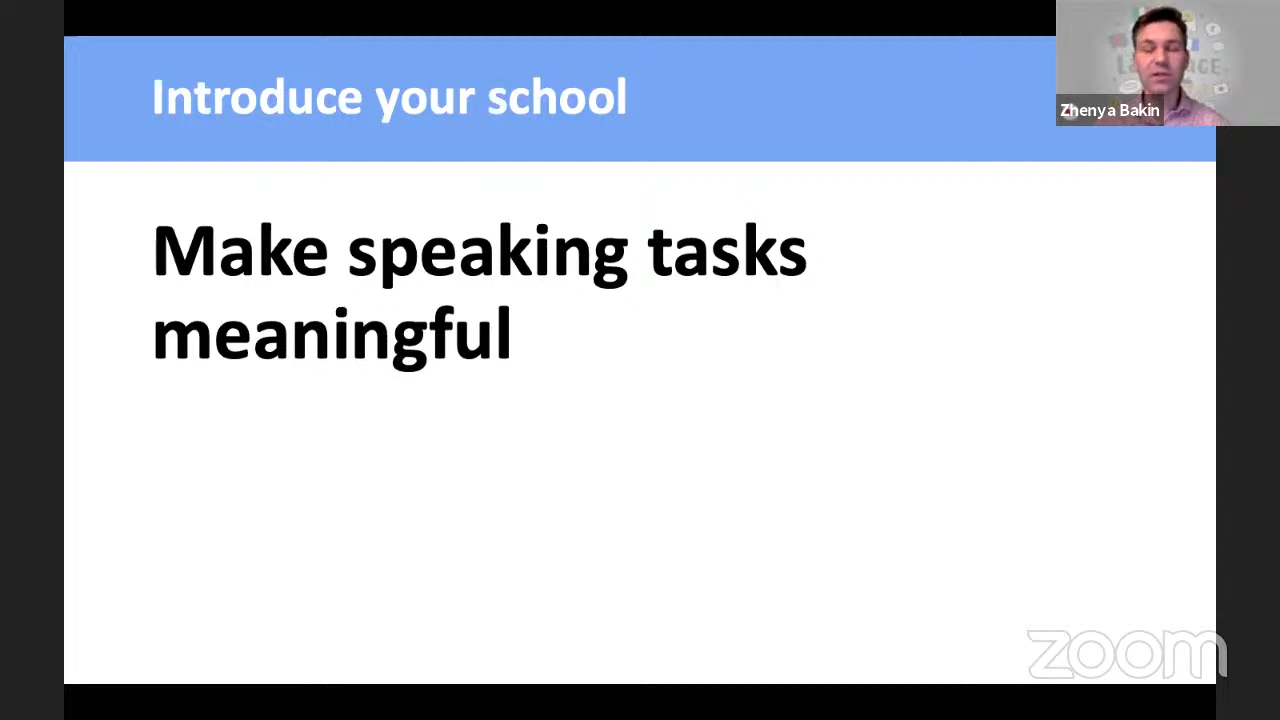 Introduce your school
Zhenya Bakin
Make speaking tasks
meaningful
zoom